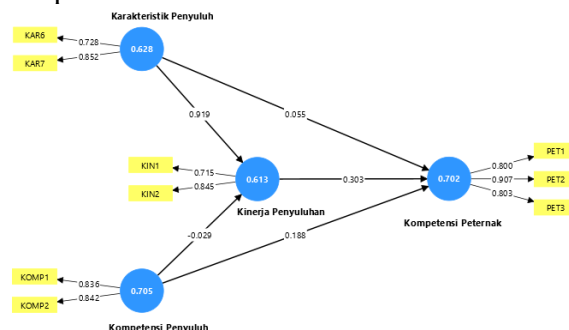 Karakteristik Penyuluh
KAR6
0.728
0.628
KAR7
0.852
0.919
0.055
KIN1
0.715
0.613
KIN2
0.845
Kinerja Penyuluhan
0.303
0.702
Kompetensi Peternak
0.800
PET1
0.907
PET2
0.803
PET3
-0.029
0.188
KOMP1
0.836
0.705
KOMP2
0.842
Kompetensi Penyuluh